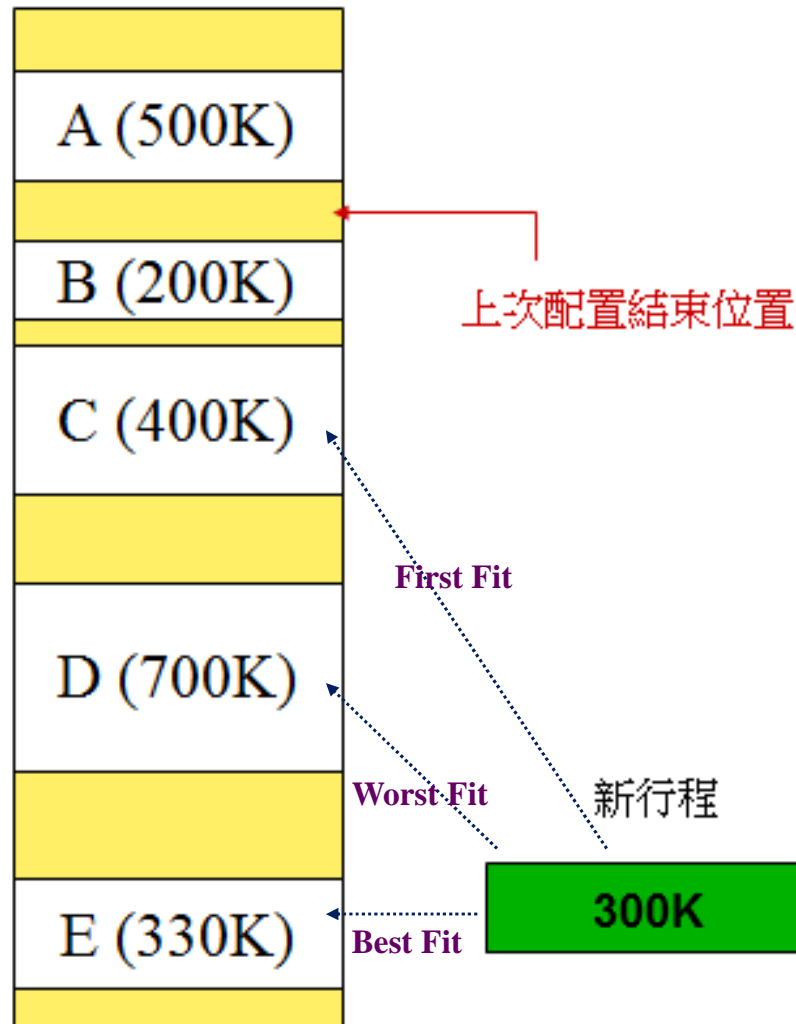 A (500K)
B (200K)
上次配置結束位置
C (400K)
First Fit
D (700K)
Worst Fit
新行程
300K
E (330K)
Best Fit